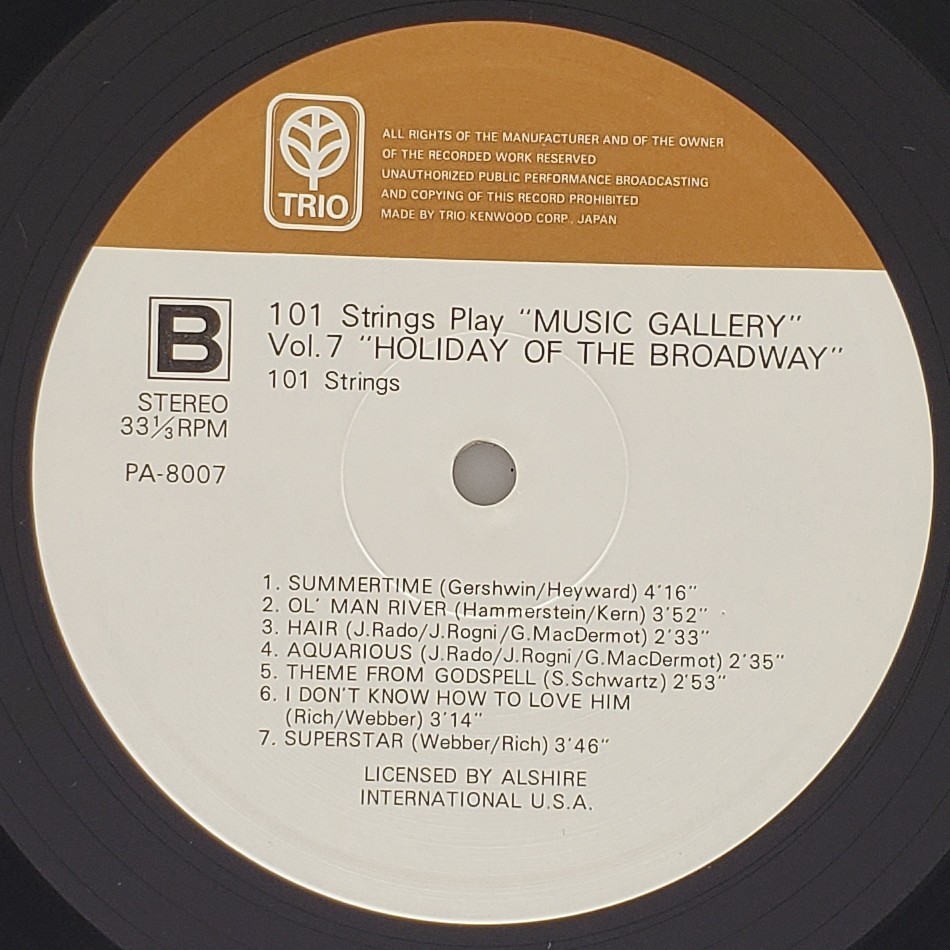 TRIO
ALL RIGHTS OF THE MANUFACTURER AND OF THE OWNER
OF THE RECORDED WORK RESERVED
UNAUTHORIZED PUBLIC PERFORMANCE BROADCASTING
AND COPYING OF THIS RECORD PROHIBITED
MADE BY TRIO KENWOOD CORP., JAPAN
B
STEREO
33⅓RPM
PA-8007
101 Strings Play “MUSIC GALLERY”
Vol.7 “HOLIDAY OF THE BROADWAY”
101 Strings
1. SUMMERTIME (Gershwin/Heyward) 4'16"
2. OL' MAN RIVER (Hammerstein/Kern) 3'52"
3. HAIR (J.Rado/J.Rogni/G.MacDermot) 2'33"
4. AQUARIOUS (J.Rado/J.Rogni/G.MacDermot) 2'35"
5. THEME FROM GODSPELL (S.Schwartz) 2'53"
6. I DON'T KNOW HOW TO LOVE HIM
(Rich/Webber) 3'14"
7. SUPERSTAR (Webber/Rich) 3'46"
LICENSED BY ALSHIRE
INTERNATIONAL U.S.A.